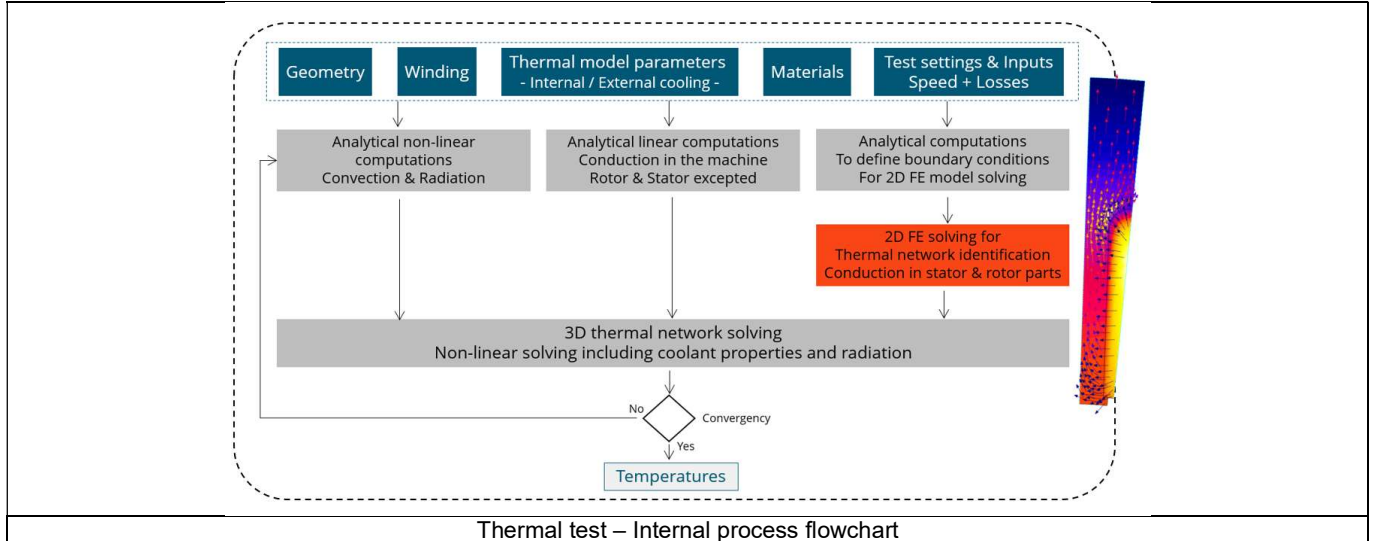 Geometry
Winding
Thermal model parameters
- Internal / External cooling -
Materials
Test settings & Inputs
Speed + Losses
Analytical non-linear
computations
Convection & Radiation
Analytical linear computations
Conduction in the machine
Rotor & Stator excepted
Analytical computations
To define boundary conditions
For 2D FE model solving
2D FE solving for
Thermal network identification
Conduction in stator & rotor parts
3D thermal network solving
Non-linear solving including coolant properties and radiation
No
Convergency
Yes
Temperatures
Thermal test – Internal process flowchart